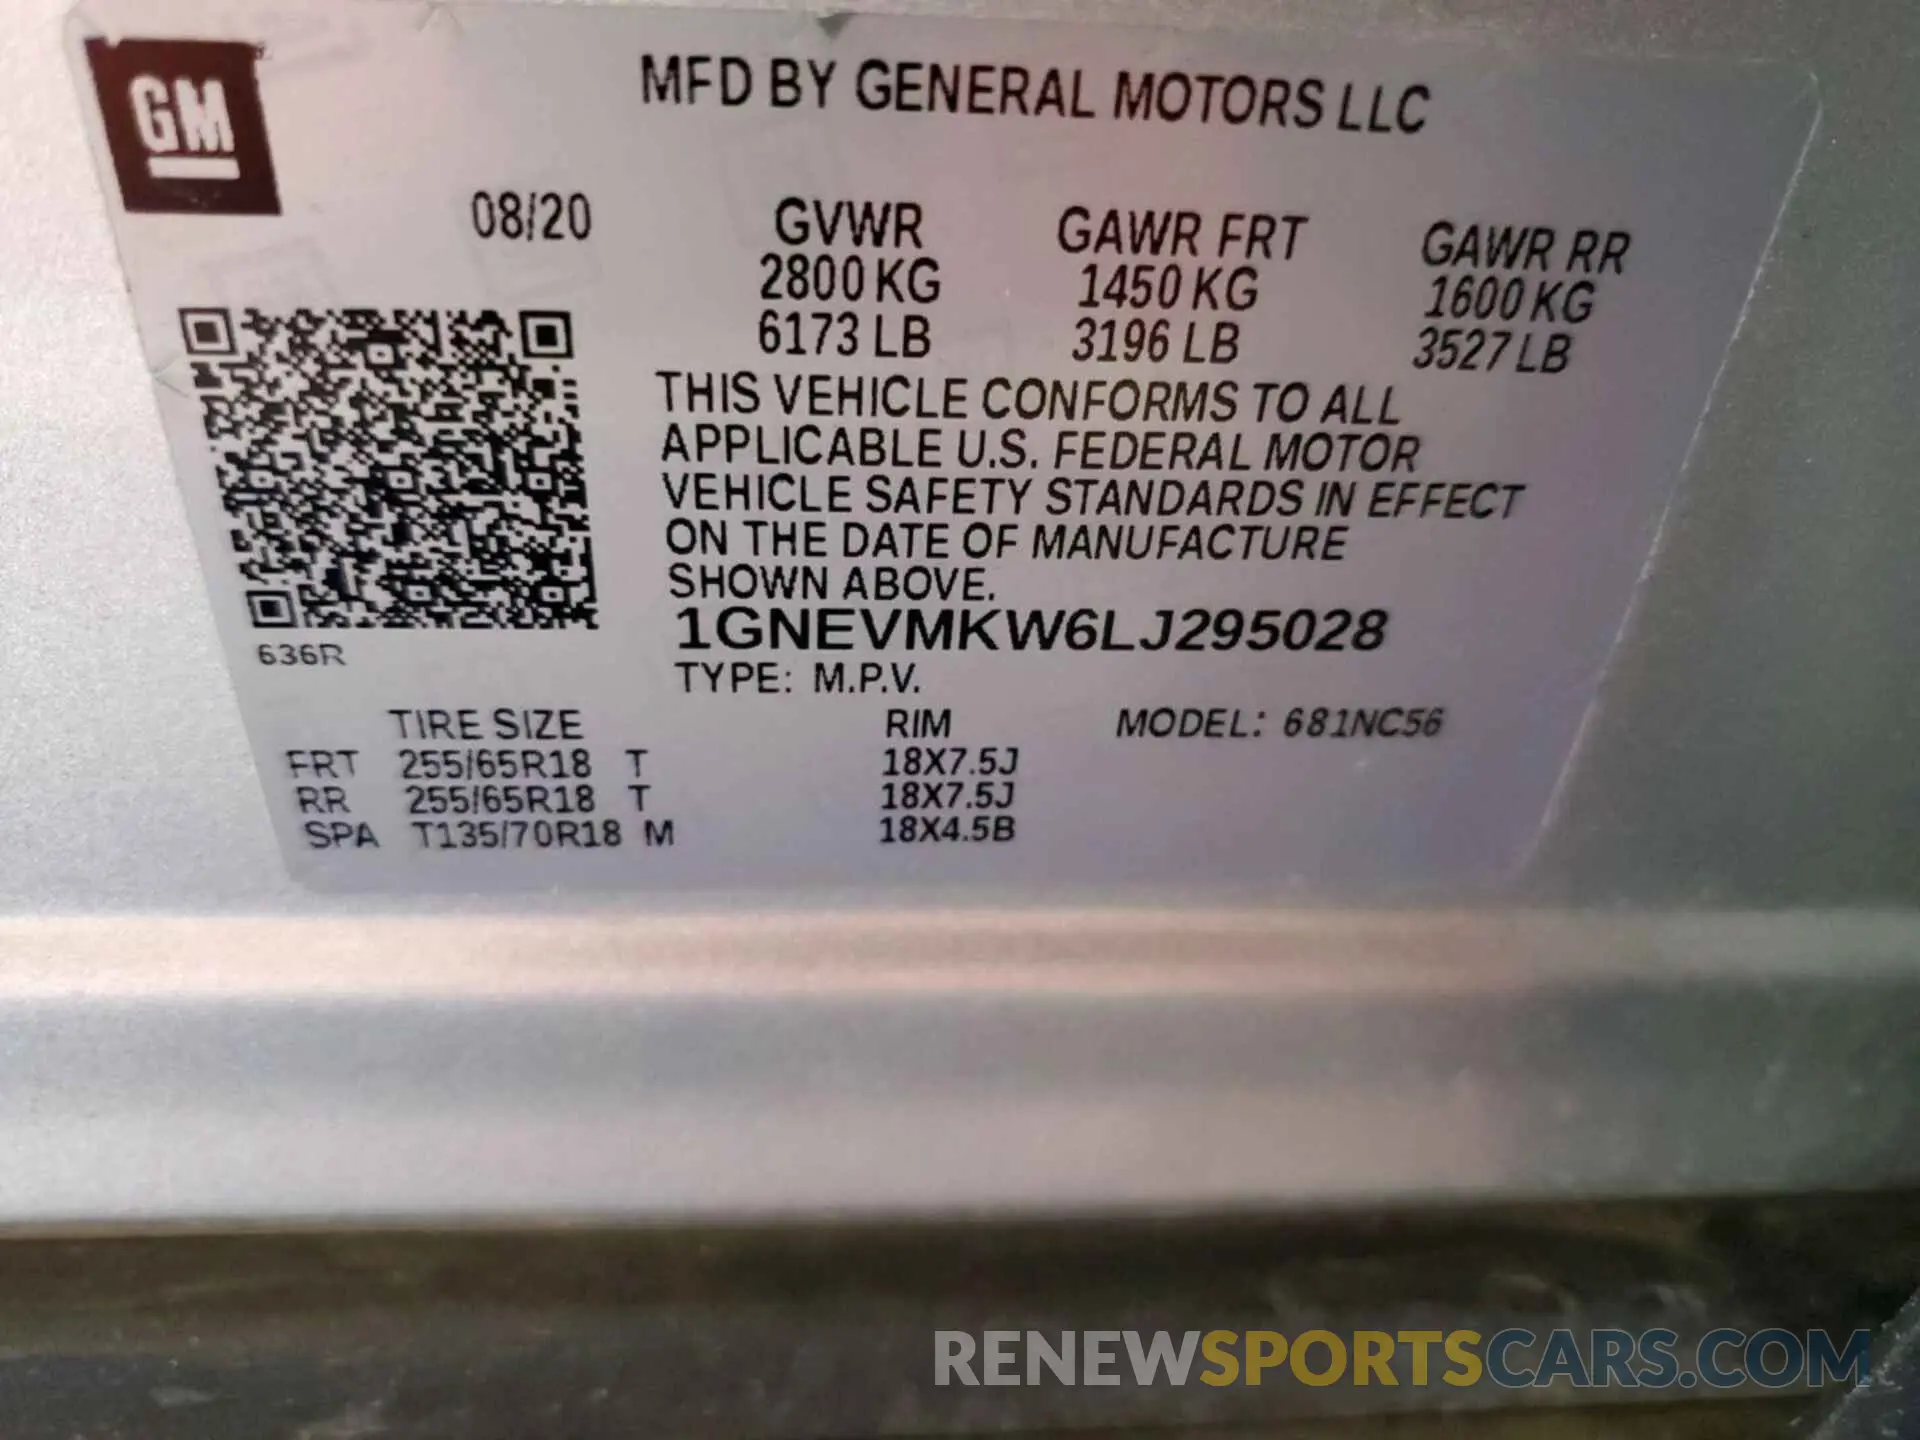 GM
MFD BY GENERAL MOTORS LLC
08/20 GVWR GAWR FRT GAWR RR
2800 KG 1450 KG 1600 KG
6173 LB 3196 LB 3527 LB
THIS VEHICLE CONFORMS TO ALL
APPLICABLE U.S. FEDERAL MOTOR
VEHICLE SAFETY STANDARDS IN EFFECT
ON THE DATE OF MANUFACTURE
SHOWN ABOVE.
1GNEVMKW6LJ295028
636R
TYPE: M.P.V.
TIRE SIZE RIM MODEL: 681NC56
FRT 255/65R18 T 18X7.5J
RR 255/65R18 T 18X7.5J
SPA T135/70R18 M 18X4.5B
RENEWSPORTSCARS.COM